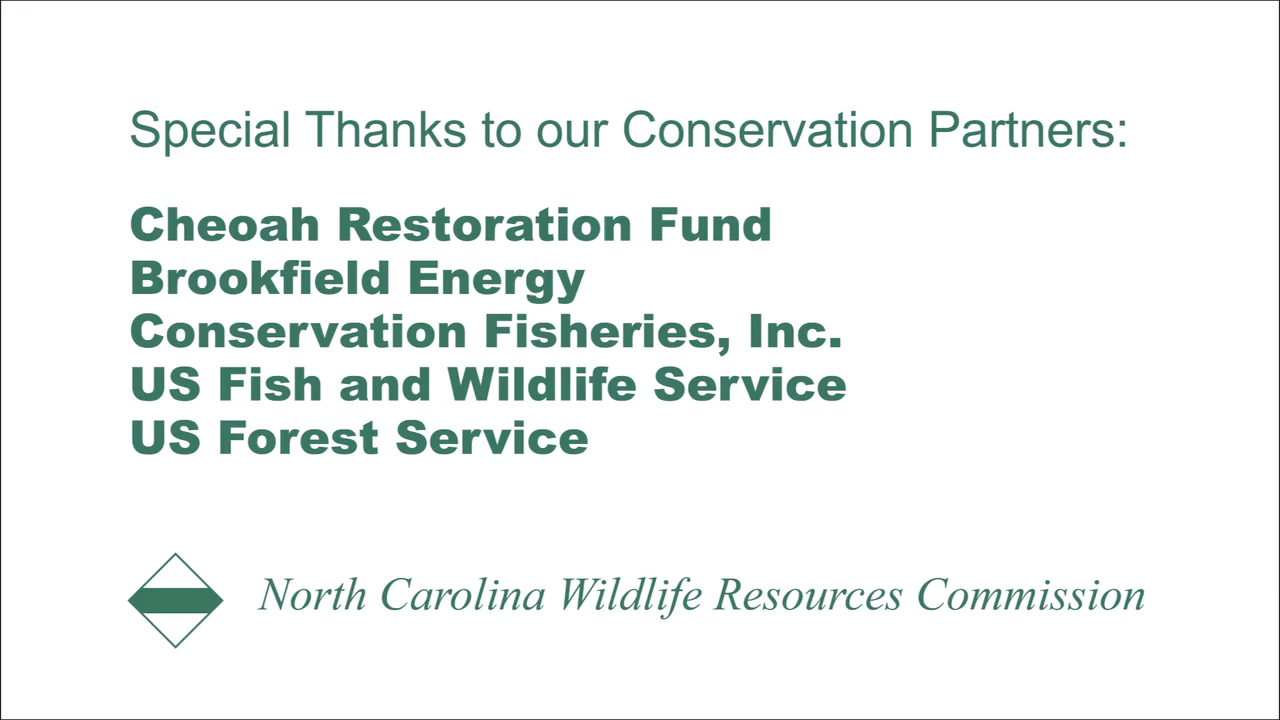 Special Thanks to our Conservation Partners:
Cheoah Restoration Fund
Brookfield Energy
Conservation Fisheries, Inc.
US Fish and Wildlife Service
US Forest Service
North Carolina Wildlife Resources Commission